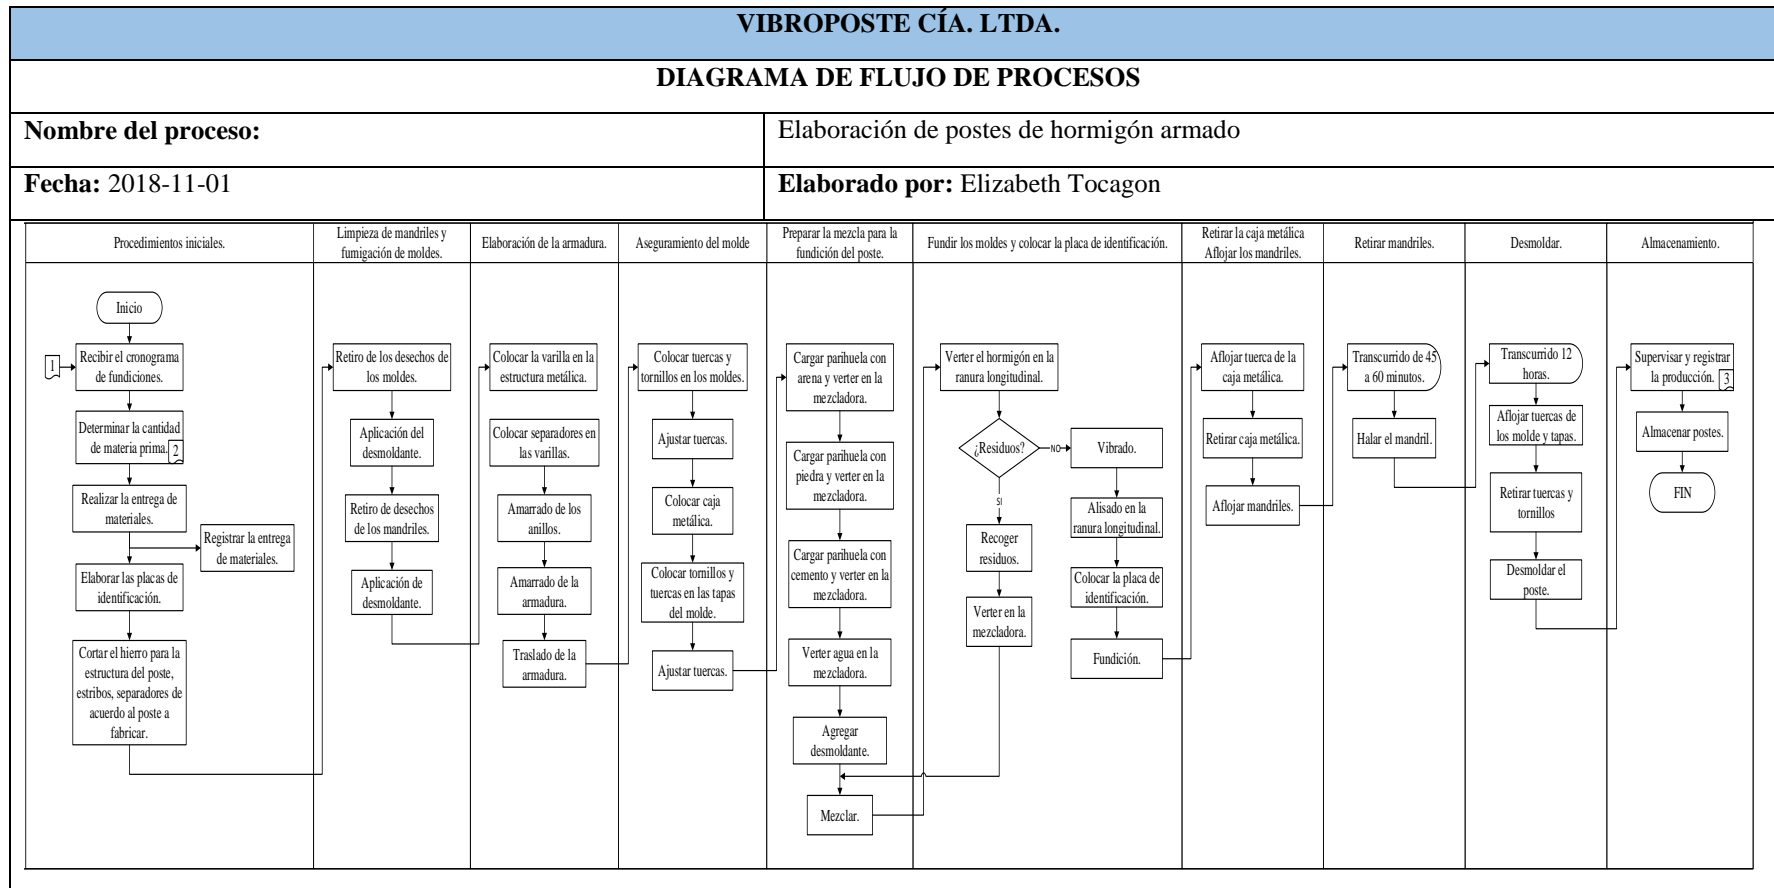 VIBROPOSTE CÍA. LTDA.
DIAGRAMA DE FLUJO DE PROCESOS
Nombre del proceso:
Elaboración de postes de hormigón armado
Fecha: 2018-11-01
Elaborado por: Elizabeth Tocagon
Procedimientos iniciales.
Inicio
1
Recibir el cronograma
de fundiciones.
Determinar la cantidad
de materia prima.
2
Realizar la entrega de
materiales.
Registrar la entrega
de materiales.
Elaborar las placas de
identificación.
Cortar el hierro para la
estructura del poste,
estribos, separadores de
acuerdo al poste a
fabricar.
Limpieza de mandriles y
fumigación de moldes.
Retiro de los desechos de
los moldes.
Aplicación del
desmoldante.
Retiro de desechos
de los mandriles.
Aplicación de
desmoldante.
Elaboración de la armadura.
Colocar la varilla en la
estructura metálica.
Colocar separadores en
las varillas.
Amarrado de los
anillos.
Amarrado de la
armadura.
Traslado de la
armadura.
Aseguramiento del molde
Colocar tuercas y
tornillos en los moldes.
Ajustar tuercas.
Colocar caja
metálica.
Colocar tornillos y
tuercas en las tapas
del molde.
Ajustar tuercas.
Preparar la mezcla para la
fundición del poste.
Cargar parihuela con
arena y verter en la
mezcladora.
Cargar parihuela con
piedra y verter en la
mezcladora.
Cargar parihuela con
cemento y verter en la
mezcladora.
Verter agua en la
mezcladora.
Agregar
desmoldante.
Mezclar.
Fundir los moldes y colocar la placa de identificación.
Verter el hormigón en la
ranura longitudinal.
¿Residuos?
NO
SI
Recoger
residuos.
Verter en la
mezcladora.
Vibrado.
Alisado en la
ranura longitudinal.
Colocar la placa de
identificación.
Fundición.
Retirar la caja metálica
Aflojar los mandriles.
Aflojar tuerca de la
caja metálica.
Retirar caja metálica.
Aflojar mandriles.
Retirar mandriles.
Transcurrido de 45
a 60 minutos.
Halar el mandril.
Desmoldar.
Transcurrido 12
horas.
Aflojar tuercas de
los molde y tapas.
Retirar tuercas y
tornillos
Desmoldar el
poste.
Almacenamiento.
Supervisar y registrar
la producción.
3
Almacenar postes.
FIN